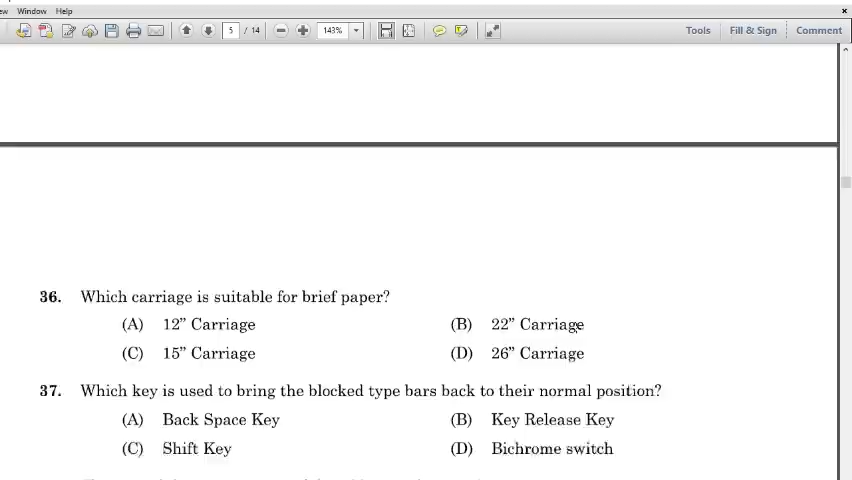 ew Window Help
5 / 14 143% Tools Fill & Sign Comment
36. Which carriage is suitable for brief paper?
(A) 12” Carriage (B) 22” Carriage
(C) 15” Carriage (D) 26” Carriage
37. Which key is used to bring the blocked type bars back to their normal position?
(A) Back Space Key (B) Key Release Key
(C) Shift Key (D) Bichrome switch